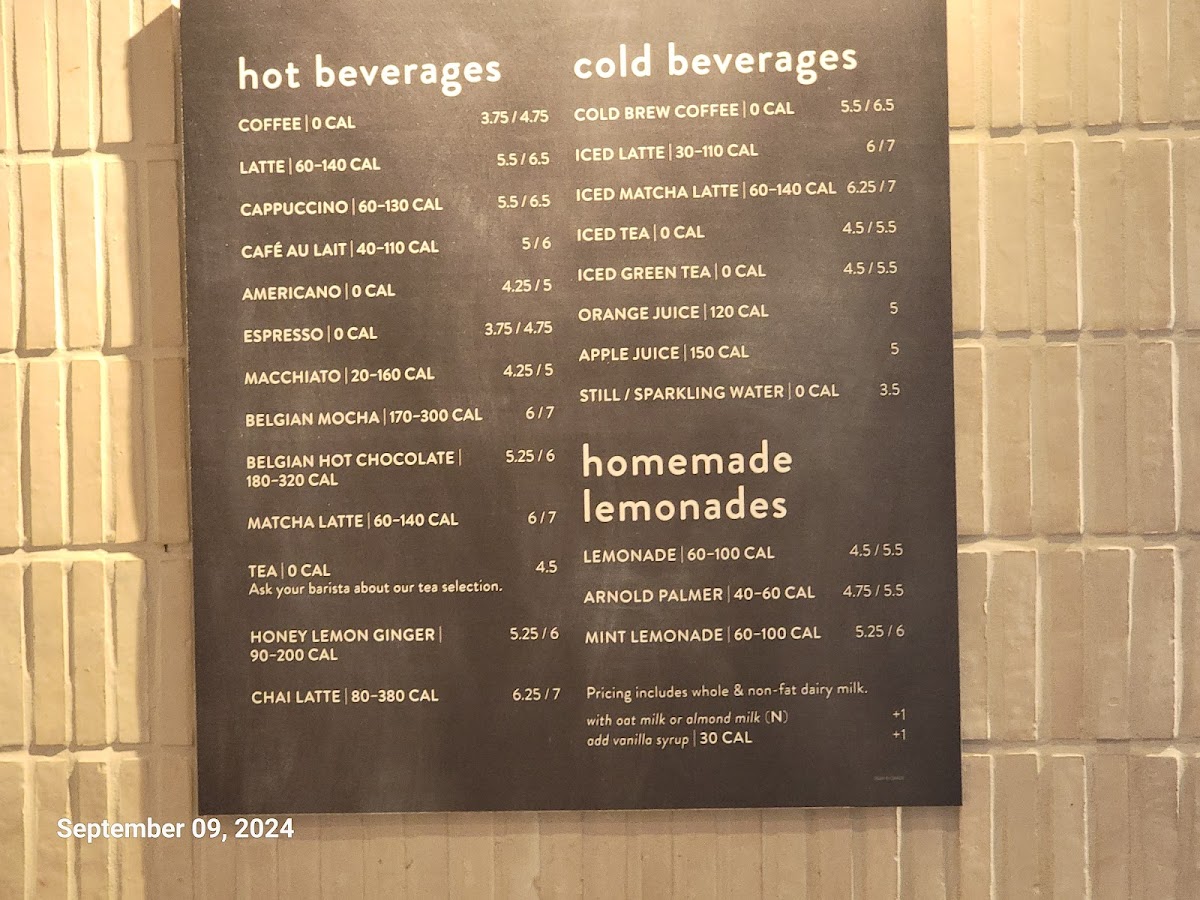 hot beverages
COFFEE | 0 CAL 3.75 / 4.75
LATTE | 60–140 CAL 5.5 / 6.5
CAPPUCCINO | 60–130 CAL 5.5 / 6.5
CAFÉ AU LAIT | 40–110 CAL 5 / 6
AMERICANO | 0 CAL 4.25 / 5
ESPRESSO | 0 CAL 3.75 / 4.75
MACCHIATO | 20–160 CAL 4.25 / 5
BELGIAN MOCHA | 170–300 CAL 6 / 7
BELGIAN HOT CHOCOLATE | 5.25 / 6
180–320 CAL
MATCHA LATTE | 60–140 CAL 6 / 7
TEA | 0 CAL 4.5
Ask your barista about our tea selection.
HONEY LEMON GINGER | 5.25 / 6
90–200 CAL
CHAI LATTE | 80–380 CAL 6.25 / 7
cold beverages
COLD BREW COFFEE | 0 CAL 5.5 / 6.5
ICED LATTE | 30–110 CAL 6 / 7
ICED MATCHA LATTE | 60–140 CAL 6.25 / 7
ICED TEA | 0 CAL 4.5 / 5.5
ICED GREEN TEA | 0 CAL 4.5 / 5.5
ORANGE JUICE | 120 CAL 5
APPLE JUICE | 150 CAL 5
STILL / SPARKLING WATER | 0 CAL 3.5
homemade
lemonades
LEMONADE | 60–100 CAL 4.5 / 5.5
ARNOLD PALMER | 40–60 CAL 4.75 / 5.5
MINT LEMONADE | 60–100 CAL 5.25 / 6
Pricing includes whole & non-fat dairy milk.
with oat milk or almond milk (N) +1
add vanilla syrup | 30 CAL +1
September 09, 2024